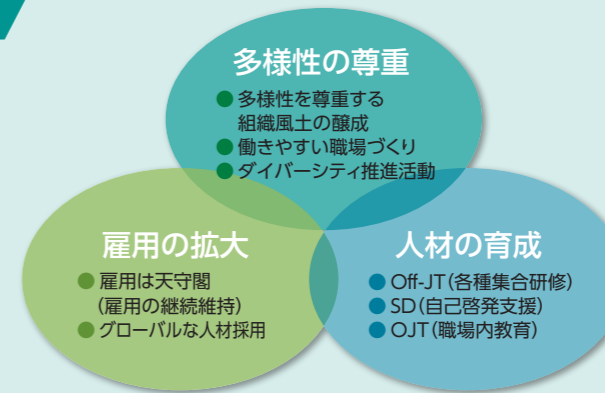 多様性の尊重
● 多様性を尊重する
組織風土の醸成
● 働きやすい職場づくり
● ダイバーシティ推進活動
雇用の拡大
● 雇用は天守閣
(雇用の継続維持)
● グローバルな人材採用
人材の育成
● Off-JT(各種集合研修)
● SD(自己啓発支援)
● OJT(職場内教育)